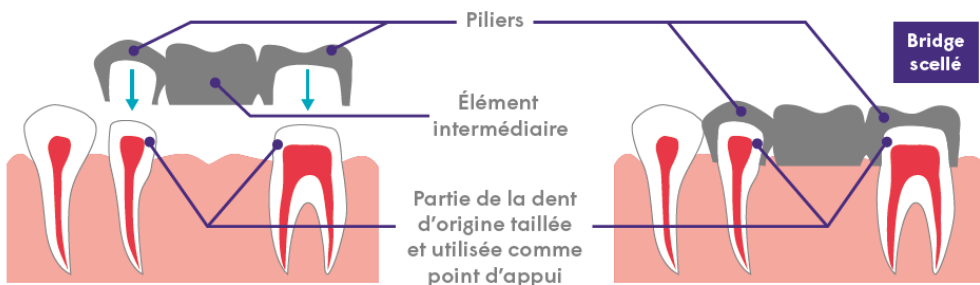 Piliers
Bridge
scellé
Élément
intermédiaire
Partie de la dent
d'origine taillée
et utilisée comme
point d'appui